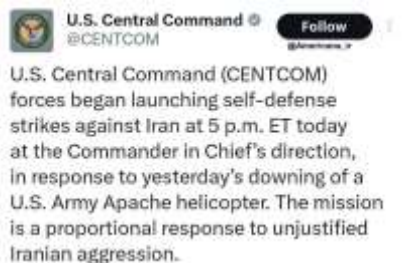 U.S. Central Command
@CENTCOM
Follow
@Americana_ir
U.S. Central Command (CENTCOM)
forces began launching self-defense
strikes against Iran at 5 p.m. ET today
at the Commander in Chief's direction,
in response to yesterday's downing of a
U.S. Army Apache helicopter. The mission
is a proportional response to unjustified
Iranian aggression.